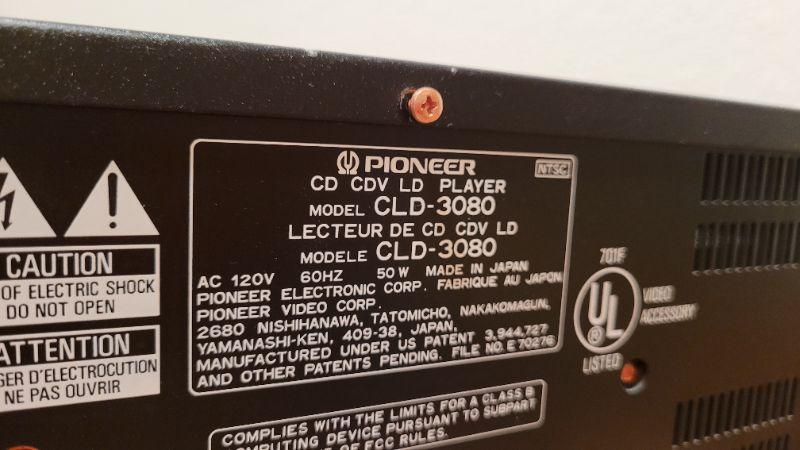 PIONEER
NTSC
CD CDV LD PLAYER
MODEL CLD-3080
LECTEUR DE CD CDV LD
MODELE CLD-3080
AC 120V 60HZ 50W MADE IN JAPAN
PIONEER ELECTRONIC CORP. FABRIQUE AU JAPON
PIONEER VIDEO CORP.
2680 NISHIHANAWA, TATOMICHO, NAKAKOMAGUN,
YAMANASHI-KEN, 409-38, JAPAN.
MANUFACTURED UNDER US PATENT 3,944,727
AND OTHER PATENTS PENDING. FILE NO. E 70276
CAUTION
OF ELECTRIC SHOCK
DO NOT OPEN
ATTENTION
GER D'ELECTROCUTION
NE PAS OUVRIR
701F
UL
®
LISTED
VIDEO
ACCESSORY
COMPLIES WITH THE LIMITS FOR A CLASS B
COMPUTING DEVICE PURSUANT TO SUBPART
OF FCC RULES.